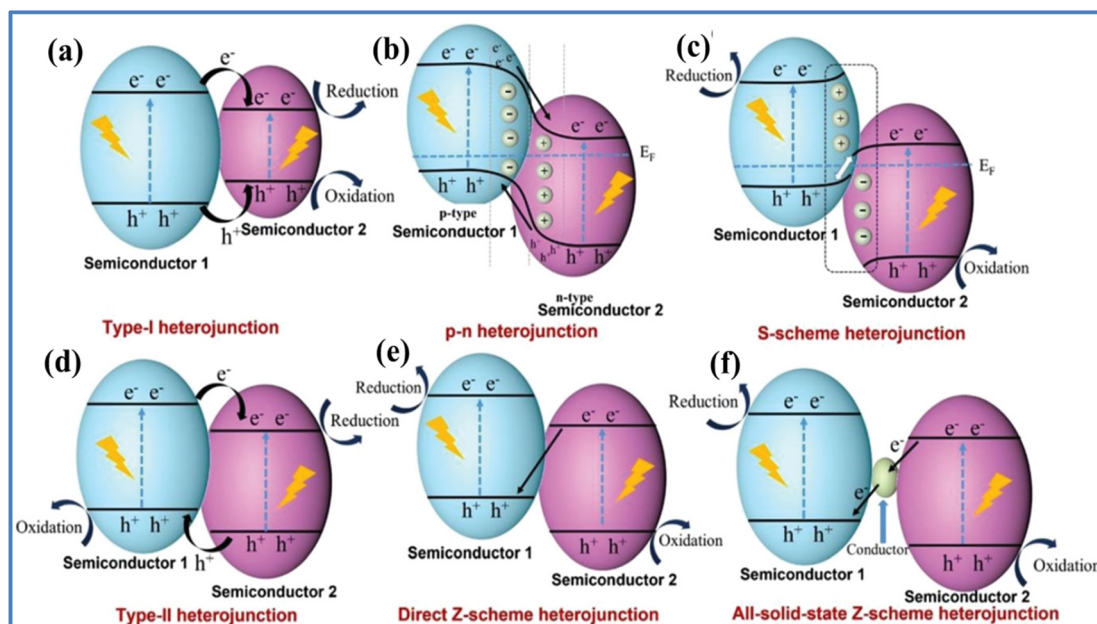 (a)
e⁻
e⁻ e⁻
e⁻ e⁻
Reduction
h⁺ h⁺
Oxidation
h⁺ h⁺
h⁺
Semiconductor 2
Semiconductor 1
Type-I heterojunction
(b)
e⁻ e⁻
e⁻
e⁻ e⁻
-
-
-
-
e⁻ e⁻
+
E_F
+
+
+
h⁺ h⁺
p-type
Semiconductor 1
h⁺ h⁺
n-type
Semiconductor 2
p-n heterojunction
(c)
Reduction
e⁻ e⁻
+
+
+
e⁻ e⁻
E_F
-
-
-
h⁺ h⁺
Semiconductor 1
h⁺ h⁺
Oxidation
Semiconductor 2
S-scheme heterojunction
(d)
e⁻
e⁻ e⁻
e⁻ e⁻
Reduction
Oxidation
h⁺ h⁺
h⁺ h⁺
h⁺
Semiconductor 1
Semiconductor 2
Type-II heterojunction
(e)
Reduction
e⁻ e⁻
e⁻ e⁻
h⁺ h⁺
h⁺ h⁺
Oxidation
Semiconductor 1
Semiconductor 2
Direct Z-scheme heterojunction
(f)
Reduction
e⁻ e⁻
e⁻ e⁻
e⁻
e⁻
h⁺ h⁺
Conductor
h⁺ h⁺
Oxidation
Semiconductor 1
Semiconductor 2
All-solid-state Z-scheme heterojunction